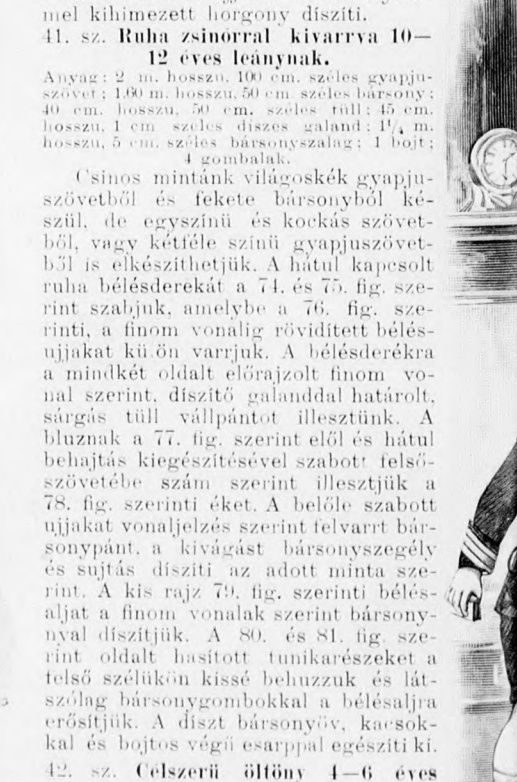 mel kihimezett horgony díszíti.
41. sz. Ruha zsinórral kivarrva 10—
12 éves leánynak.
Anyag: 2 m. hosszu, 100 cm. széles gyapju-
szövet; 1.60 m. hosszu, 50 cm. széles bársony;
40 cm. hosszu, 50 cm. széles tüll; 45 cm.
hosszu, 1 cm. széles díszes galand; 1¼ m.
hosszu, 5 cm. széles bársonyszalag; 1 bojt;
4 gombalak.
Csinos mintánk világoskék gyapju-
szövetből és fekete bársonyból ké-
szül, de egyszinü és kockás szövet-
ből, vagy kétféle színü gyapjuszövet-
ből is elkészíthetjük. A hátul kapcsolt
ruha bélésderekát a 74. és 75. fig. sze-
rint szabjuk, amelybe a 76. fig. sze-
rinti, a finom vonalig rövidített bélés-
ujjakat külön varrjuk. A bélésderékra
a mindkét oldalt előrajzolt finom vo-
nal szerint, díszítő galanddal határolt,
sárgás tüll vállpántot illesztünk. A
bluznak a 77. fig. szerint elől és hátul
behajtás kiegészítésével szabott felső-
szövetébe szám szerint illesztjük a
78. fig. szerinti éket. A belőle szabott
ujjakat vonaljelzés szerint felvarrt bár-
sonypánt, a kivágást bársonyszegély
és sujtás díszíti az adott minta sze-
rint. A kis rajz 79. fig. szerinti bélés-
aljat a finom vonalak szerint bársony-
nyal díszítjük. A 80. és 81. fig. sze-
rint oldalt hasított tunikarészeket a
felső szélükön kissé behuzzuk és lát-
szólag bársonygombokkal a bélésaljra
erősítjük. A díszt bársonyöv, kacsok-
kal és bojtos végü esarppal egészíti ki.
42. sz. Célszerü öltöny 4—6 éves